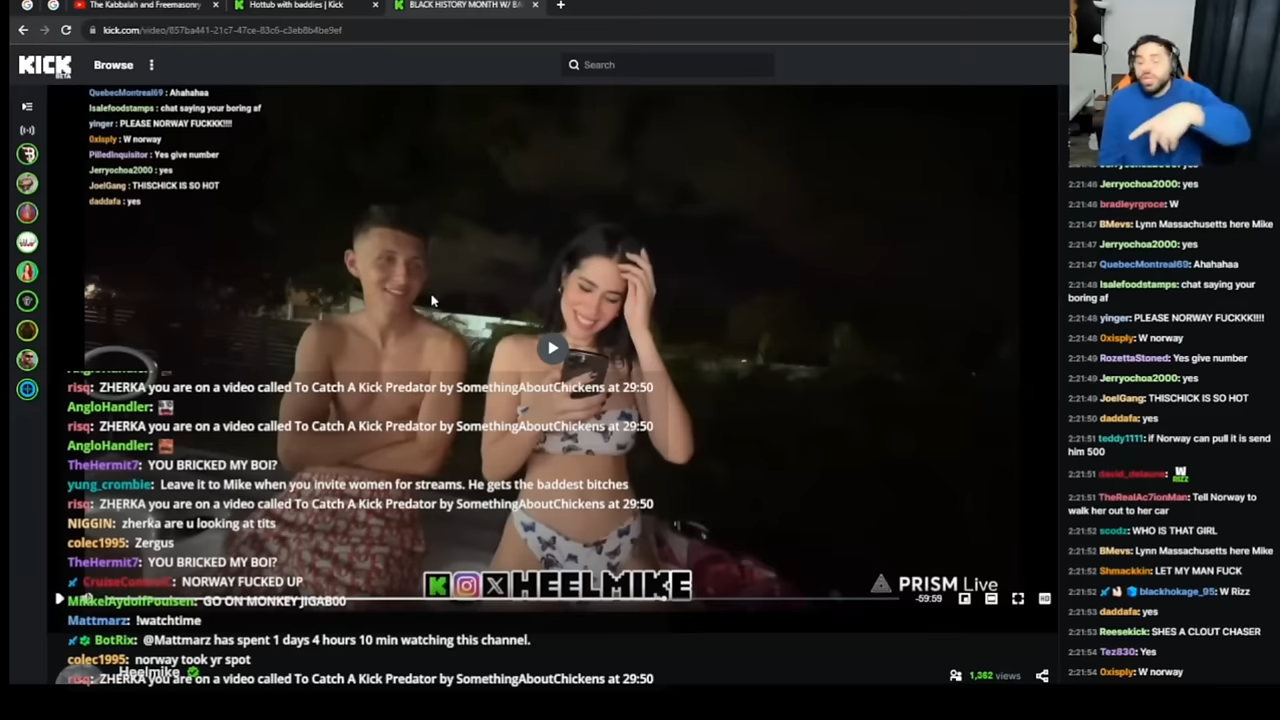 The Kabbalah and Freemasonry
Hottub with baddies | Kick
BLACK HISTORY MONTH W/ BA
kick.com/video/857ba441-21c7-47ce-83c6-c3eb8b4be9ef
KICK
BETA
Browse
Search
QuebecMontreal69 : Ahahahaa
Isalefoodstamps : chat saying your boring af
yinger : PLEASE NORWAY FUCKKK!!!!
0xisply : W norway
PilledInquisitor : Yes give number
Jerryochoa2000 : yes
JoelGang : THISCHICK IS SO HOT
daddafa : yes
risq: ZHERKA you are on a video called To Catch A Kick Predator by SomethingAboutChickens at 29:50
AngloHandler:
risq: ZHERKA you are on a video called To Catch A Kick Predator by SomethingAboutChickens at 29:50
AngloHandler:
TheHermit7: YOU BRICKED MY BOI?
yung_crombie: Leave it to Mike when you invite women for streams. He gets the baddest bitches
risq: ZHERKA you are on a video called To Catch A Kick Predator by SomethingAboutChickens at 29:50
NIGGIN: zherka are u looking at tits
colec1995: Zergus
TheHermit7: YOU BRICKED MY BOI?
NORWAY FUCKED UP
MikkelAydolfPoulsen: GO ON MONKEY JIGAB00
Mattmarz: !watchtime
BotRix: @Mattmarz has spent 1 days 4 hours 10 min watching this channel.
colec1995: norway took yr spot
risq: ZHERKA you are on a video called To Catch A Kick Predator by SomethingAboutChickens at 29:50
HEELMIKE
PRISM Live
-59:59
HD
Heelmike
1,362 views
2:21:46 Jerryochoa2000: yes
2:21:46 bradleyrgroce: W
2:21:47 BMevs: Lynn Massachusetts here Mike
2:21:47 Jerryochoa2000: yes
2:21:47 QuebecMontreal69: Ahahahaa
2:21:48 Isalefoodstamps: chat saying your
boring af
2:21:48 yinger: PLEASE NORWAY FUCKKK!!!!
2:21:48 0xisply: W norway
2:21:49 RozettaStoned: Yes give number
2:21:49 Jerryochoa2000: yes
2:21:49 JoelGang: THISCHICK IS SO HOT
2:21:50 daddafa: yes
2:21:51 teddy1111: if Norway can pull it is send
him 500
2:21:51 W RIZZ
2:21:51 TheRealAc7ionMan: Tell Norway to
walk her out to her car
2:21:52 scodz: WHO IS THAT GIRL
2:21:52 BMevs: Lynn Massachusetts here Mike
2:21:52 Shmackkin: LET MY MAN FUCK
2:21:52 blackhokage_95: W Rizz
2:21:53 daddafa: yes
2:21:53 Reesekick: SHES A CLOUT CHASER
2:21:54 Tez830: Yes
2:21:54 0xisply: W norway